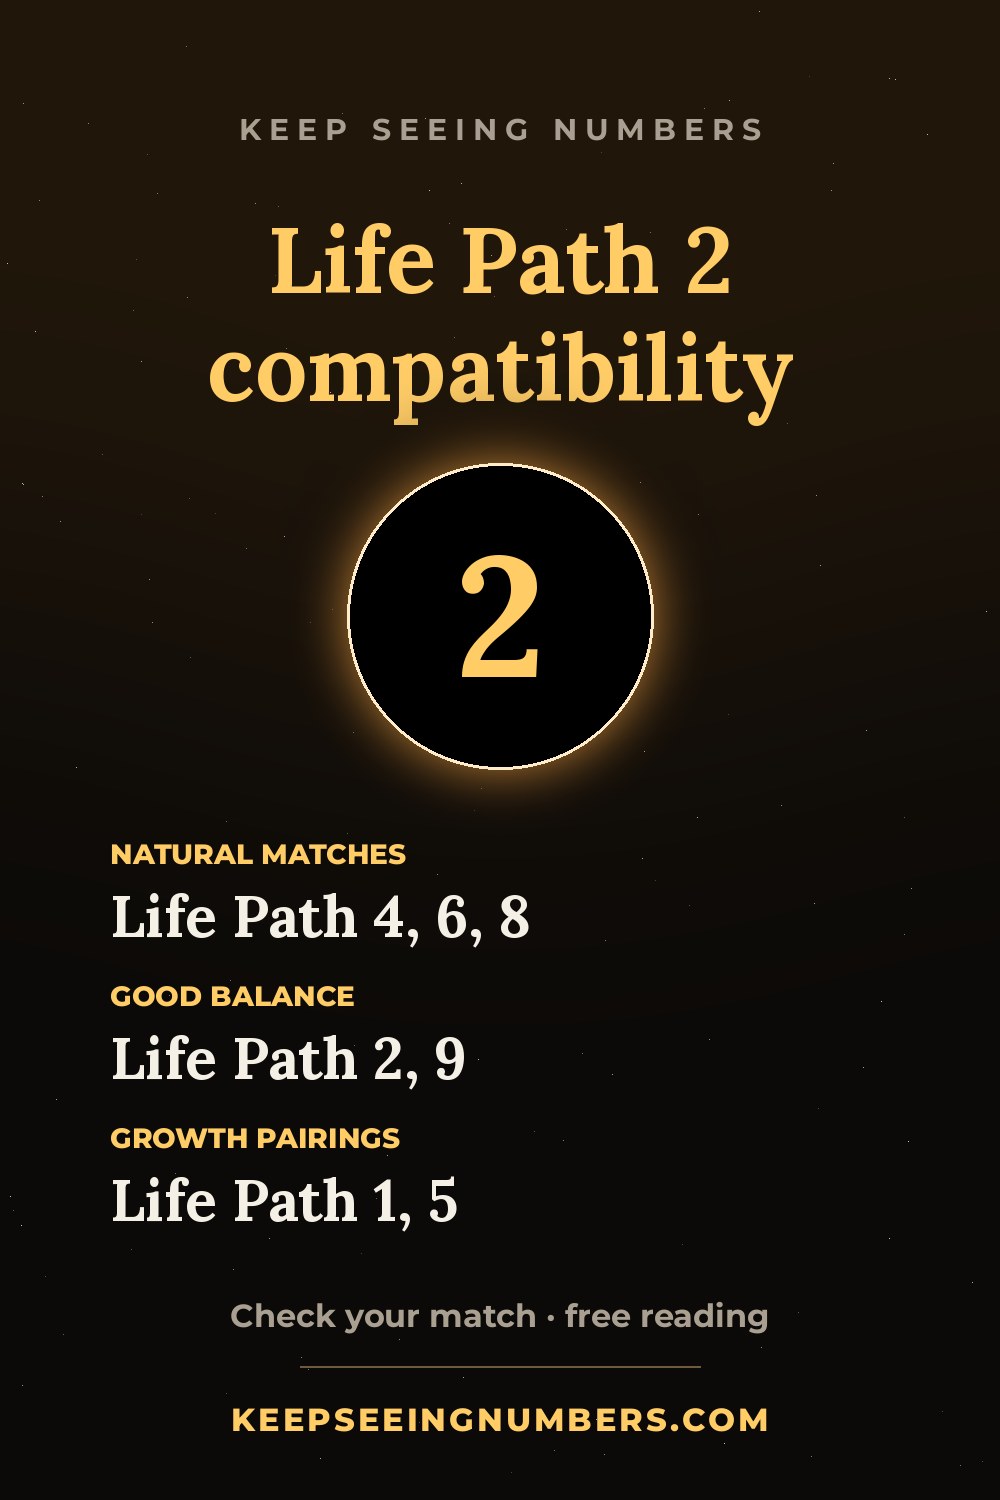 KEEP SEEING NUMBERS
Life Path 2
compatibility
2
NATURAL MATCHES
Life Path 4, 6, 8
GOOD BALANCE
Life Path 2, 9
GROWTH PAIRINGS
Life Path 1, 5
Check your match · free reading
KEEPSEEINGNUMBERS.COM